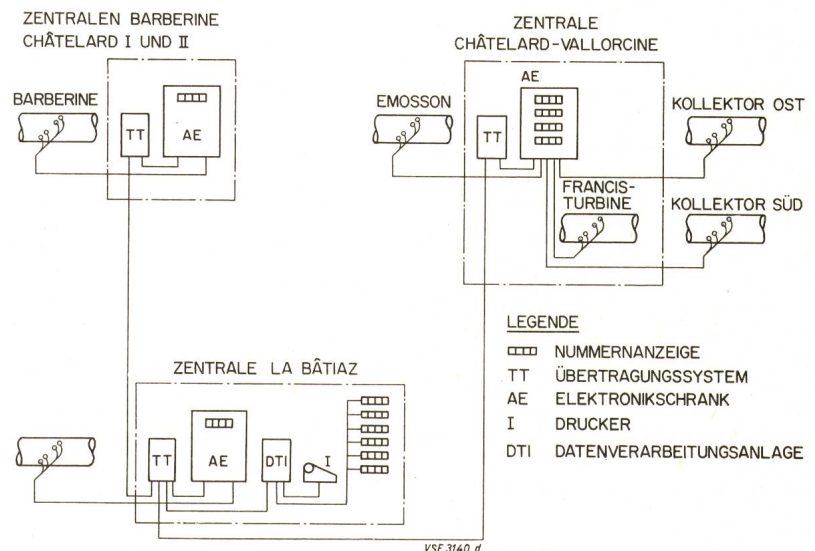 ZENTRALEN BARBERINE
CHÂTELARD I UND II
BARBERINE
TT
AE
ZENTRALE
CHÂTELARD-VALLORCINE
AE
EMOSSON
TT
KOLLEKTOR OST
FRANCIS-
TURBINE
KOLLEKTOR SÜD
ZENTRALE LA BÂTIAZ
TT
AE
DTI
I
LEGENDE
NUMMERNANZEIGE
TT ÜBERTRAGUNGSSYSTEM
AE ELEKTRONIKSCHRANK
I DRUCKER
DTI DATENVERARBEITUNGSANLAGE
VSE 3140 d